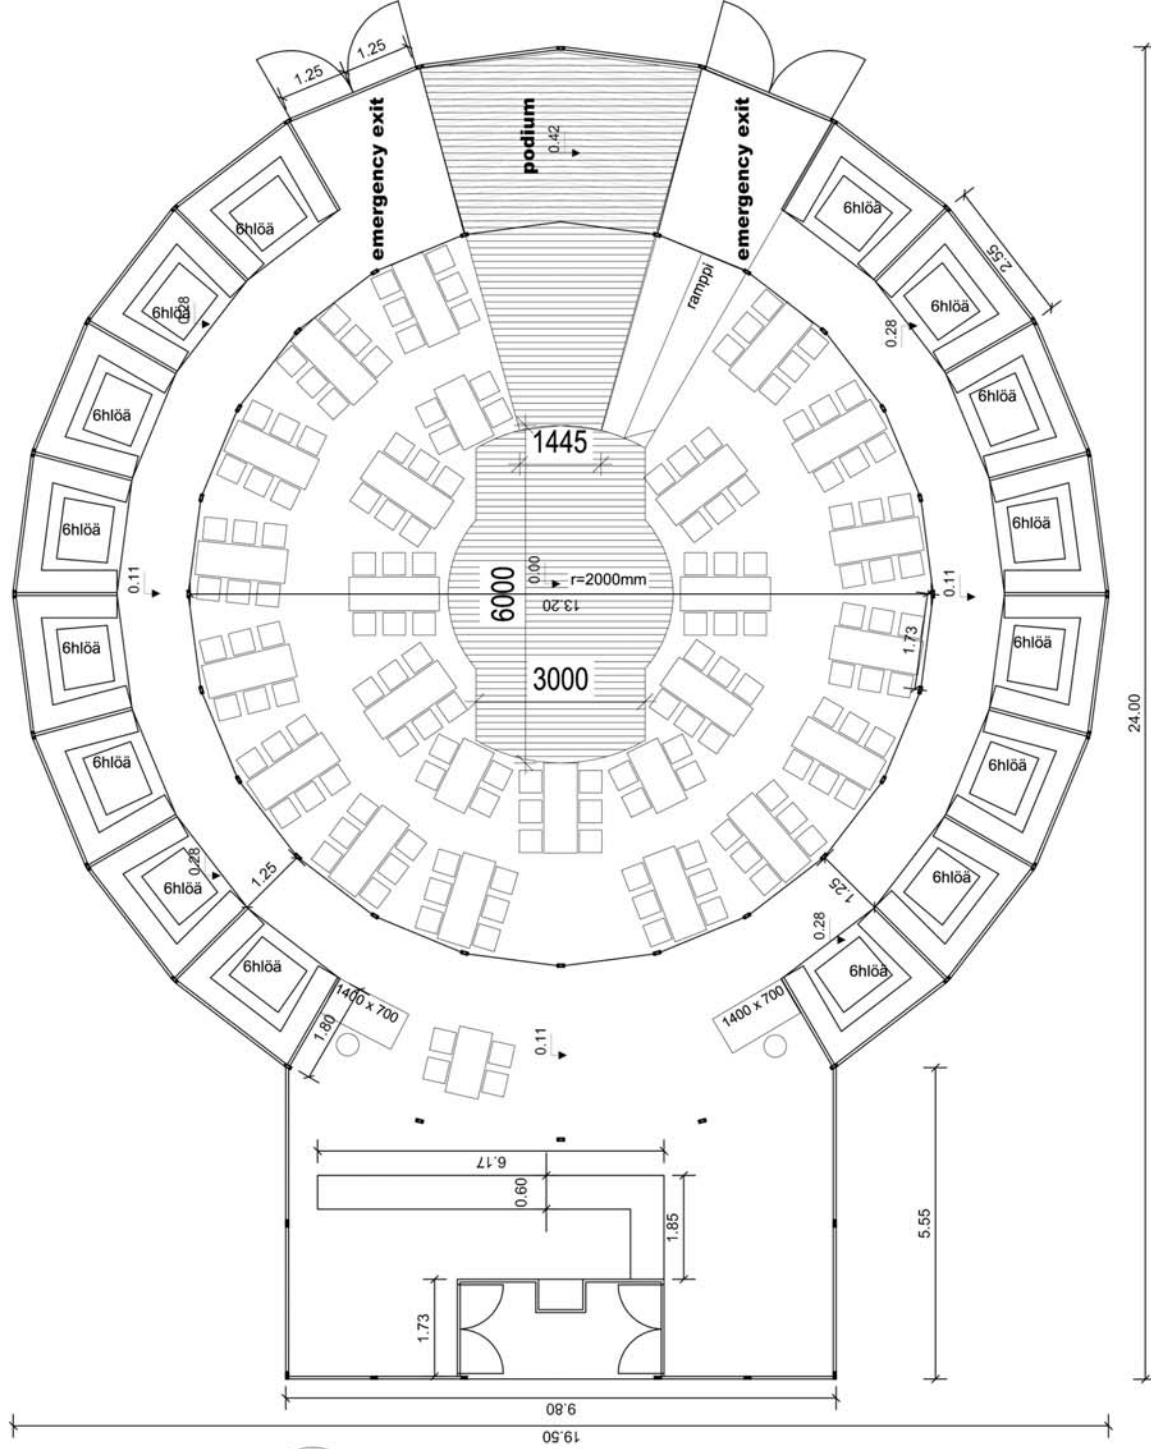 1.25
1.25
emergency exit
podium
0.42
emergency exit
6hlöä
6hlöä
2.55
ramppi
6hlöä
0.28
6hlöä
0.28
6hlöä
6hlöä
1445
6hlöä
6hlöä
0.11
0.00
r=2000mm
6000
13.20
0.11
1.73
6hlöä
6hlöä
3000
24.00
6hlöä
6hlöä
0.28
6hlöä
1.25
1.25
6hlöä
0.28
6hlöä
6hlöä
1400 x 700
1.80
0.11
1400 x 700
6.17
0.60
1.85
5.55
1.73
9.80
19.50